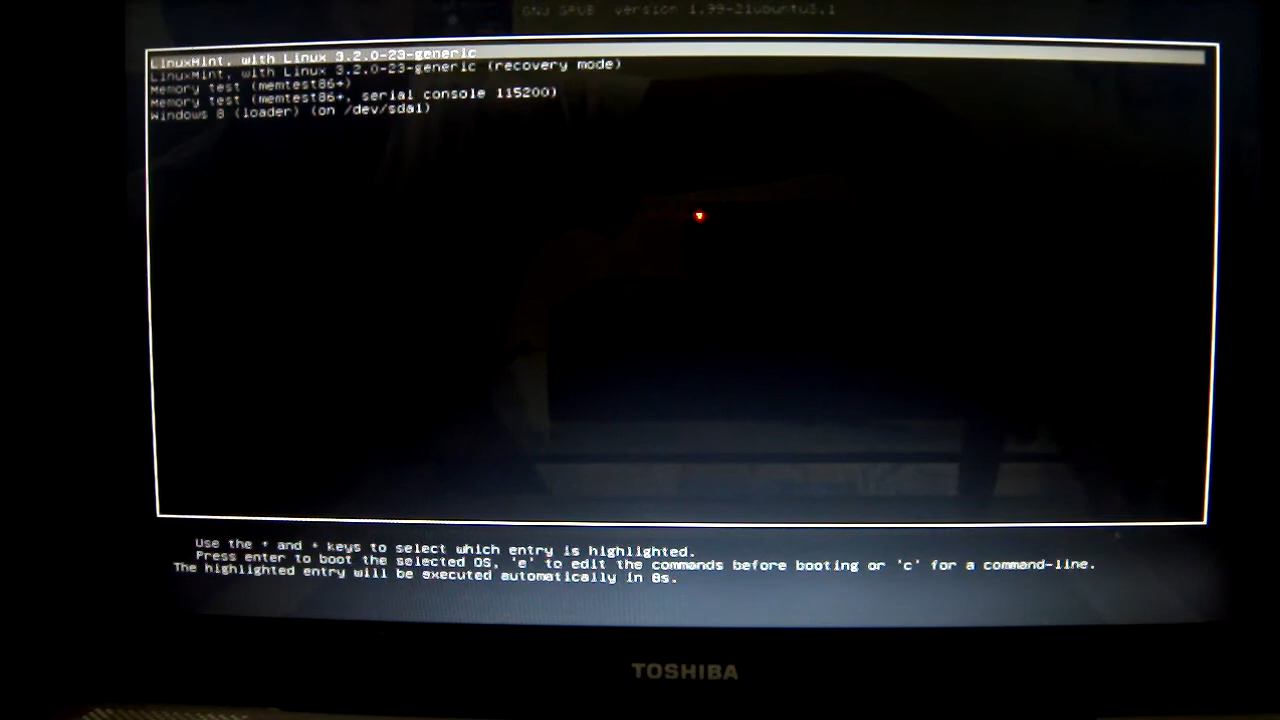 GNU GRUB version 1.99-21ubuntu3.1
LinuxMint, with Linux 3.2.0-23-generic
LinuxMint, with Linux 3.2.0-23-generic (recovery mode)
Memory test (memtest86+)
Memory test (memtest86+, serial console 115200)
Windows 8 (loader) (on /dev/sda1)
Use the ↑ and ↓ keys to select which entry is highlighted.
Press enter to boot the selected OS, 'e' to edit the commands before booting or 'c' for a command-line.
The highlighted entry will be executed automatically in 8s.
TOSHIBA